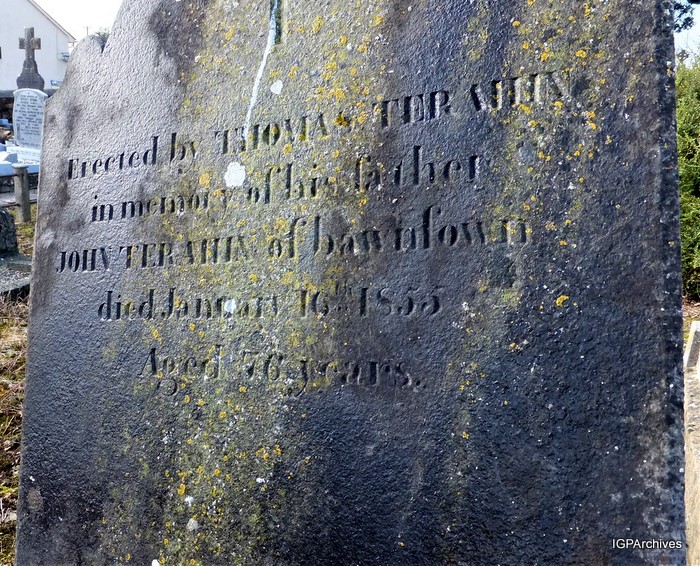 Erected by THOMAS TERAHIN
in memory of his father
JOHN TERAHIN of bawntown
died January 16th 1855
Aged 76 years.
IGPArchives